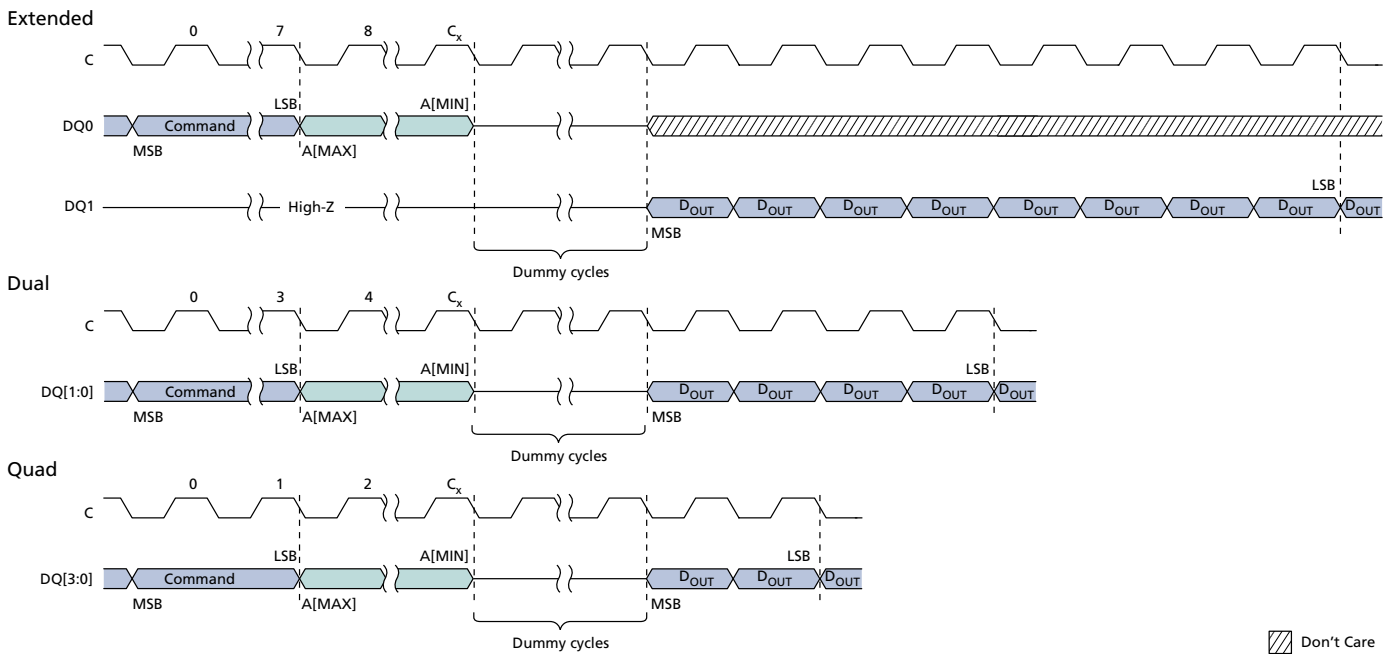 Extended
0 7 8 Cx
C
LSB A[MIN]
DQ0 Command
MSB A[MAX]
LSB
DQ1 High-Z DOUT DOUT DOUT DOUT DOUT DOUT DOUT DOUT DOUT
MSB
Dummy cycles
Dual
0 3 4 Cx
C
LSB A[MIN] LSB
DQ[1:0] Command DOUT DOUT DOUT DOUT DOUT
MSB A[MAX] MSB
Dummy cycles
Quad
0 1 2 Cx
C
LSB A[MIN] LSB
DQ[3:0] Command DOUT DOUT DOUT
MSB A[MAX] MSB
Dummy cycles
Don't Care